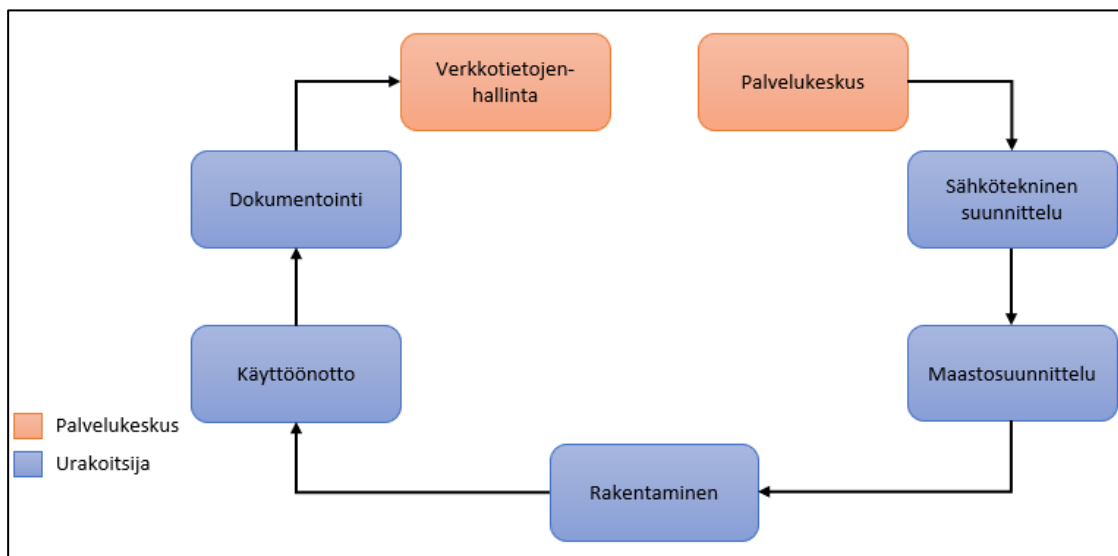 Verkkotietojen-
hallinta
Palvelukeskus
Dokumentointi
Sähkötekninen
suunnittelu
Käyttöönotto
Maastosuunnittelu
Palvelukeskus
Urakoitsija
Rakentaminen